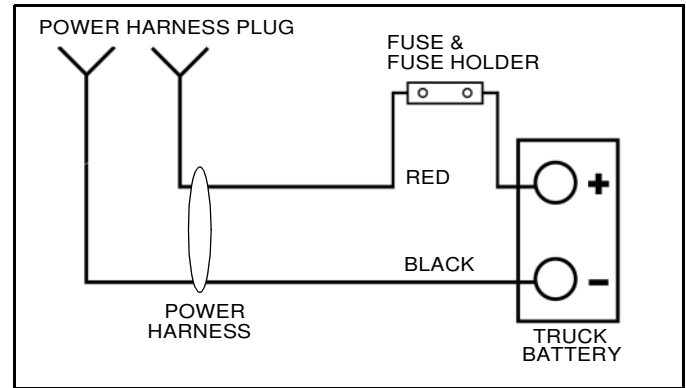 POWER HARNESS PLUG
FUSE &
FUSE HOLDER
RED
+
BLACK
-
POWER
HARNESS
TRUCK
BATTERY